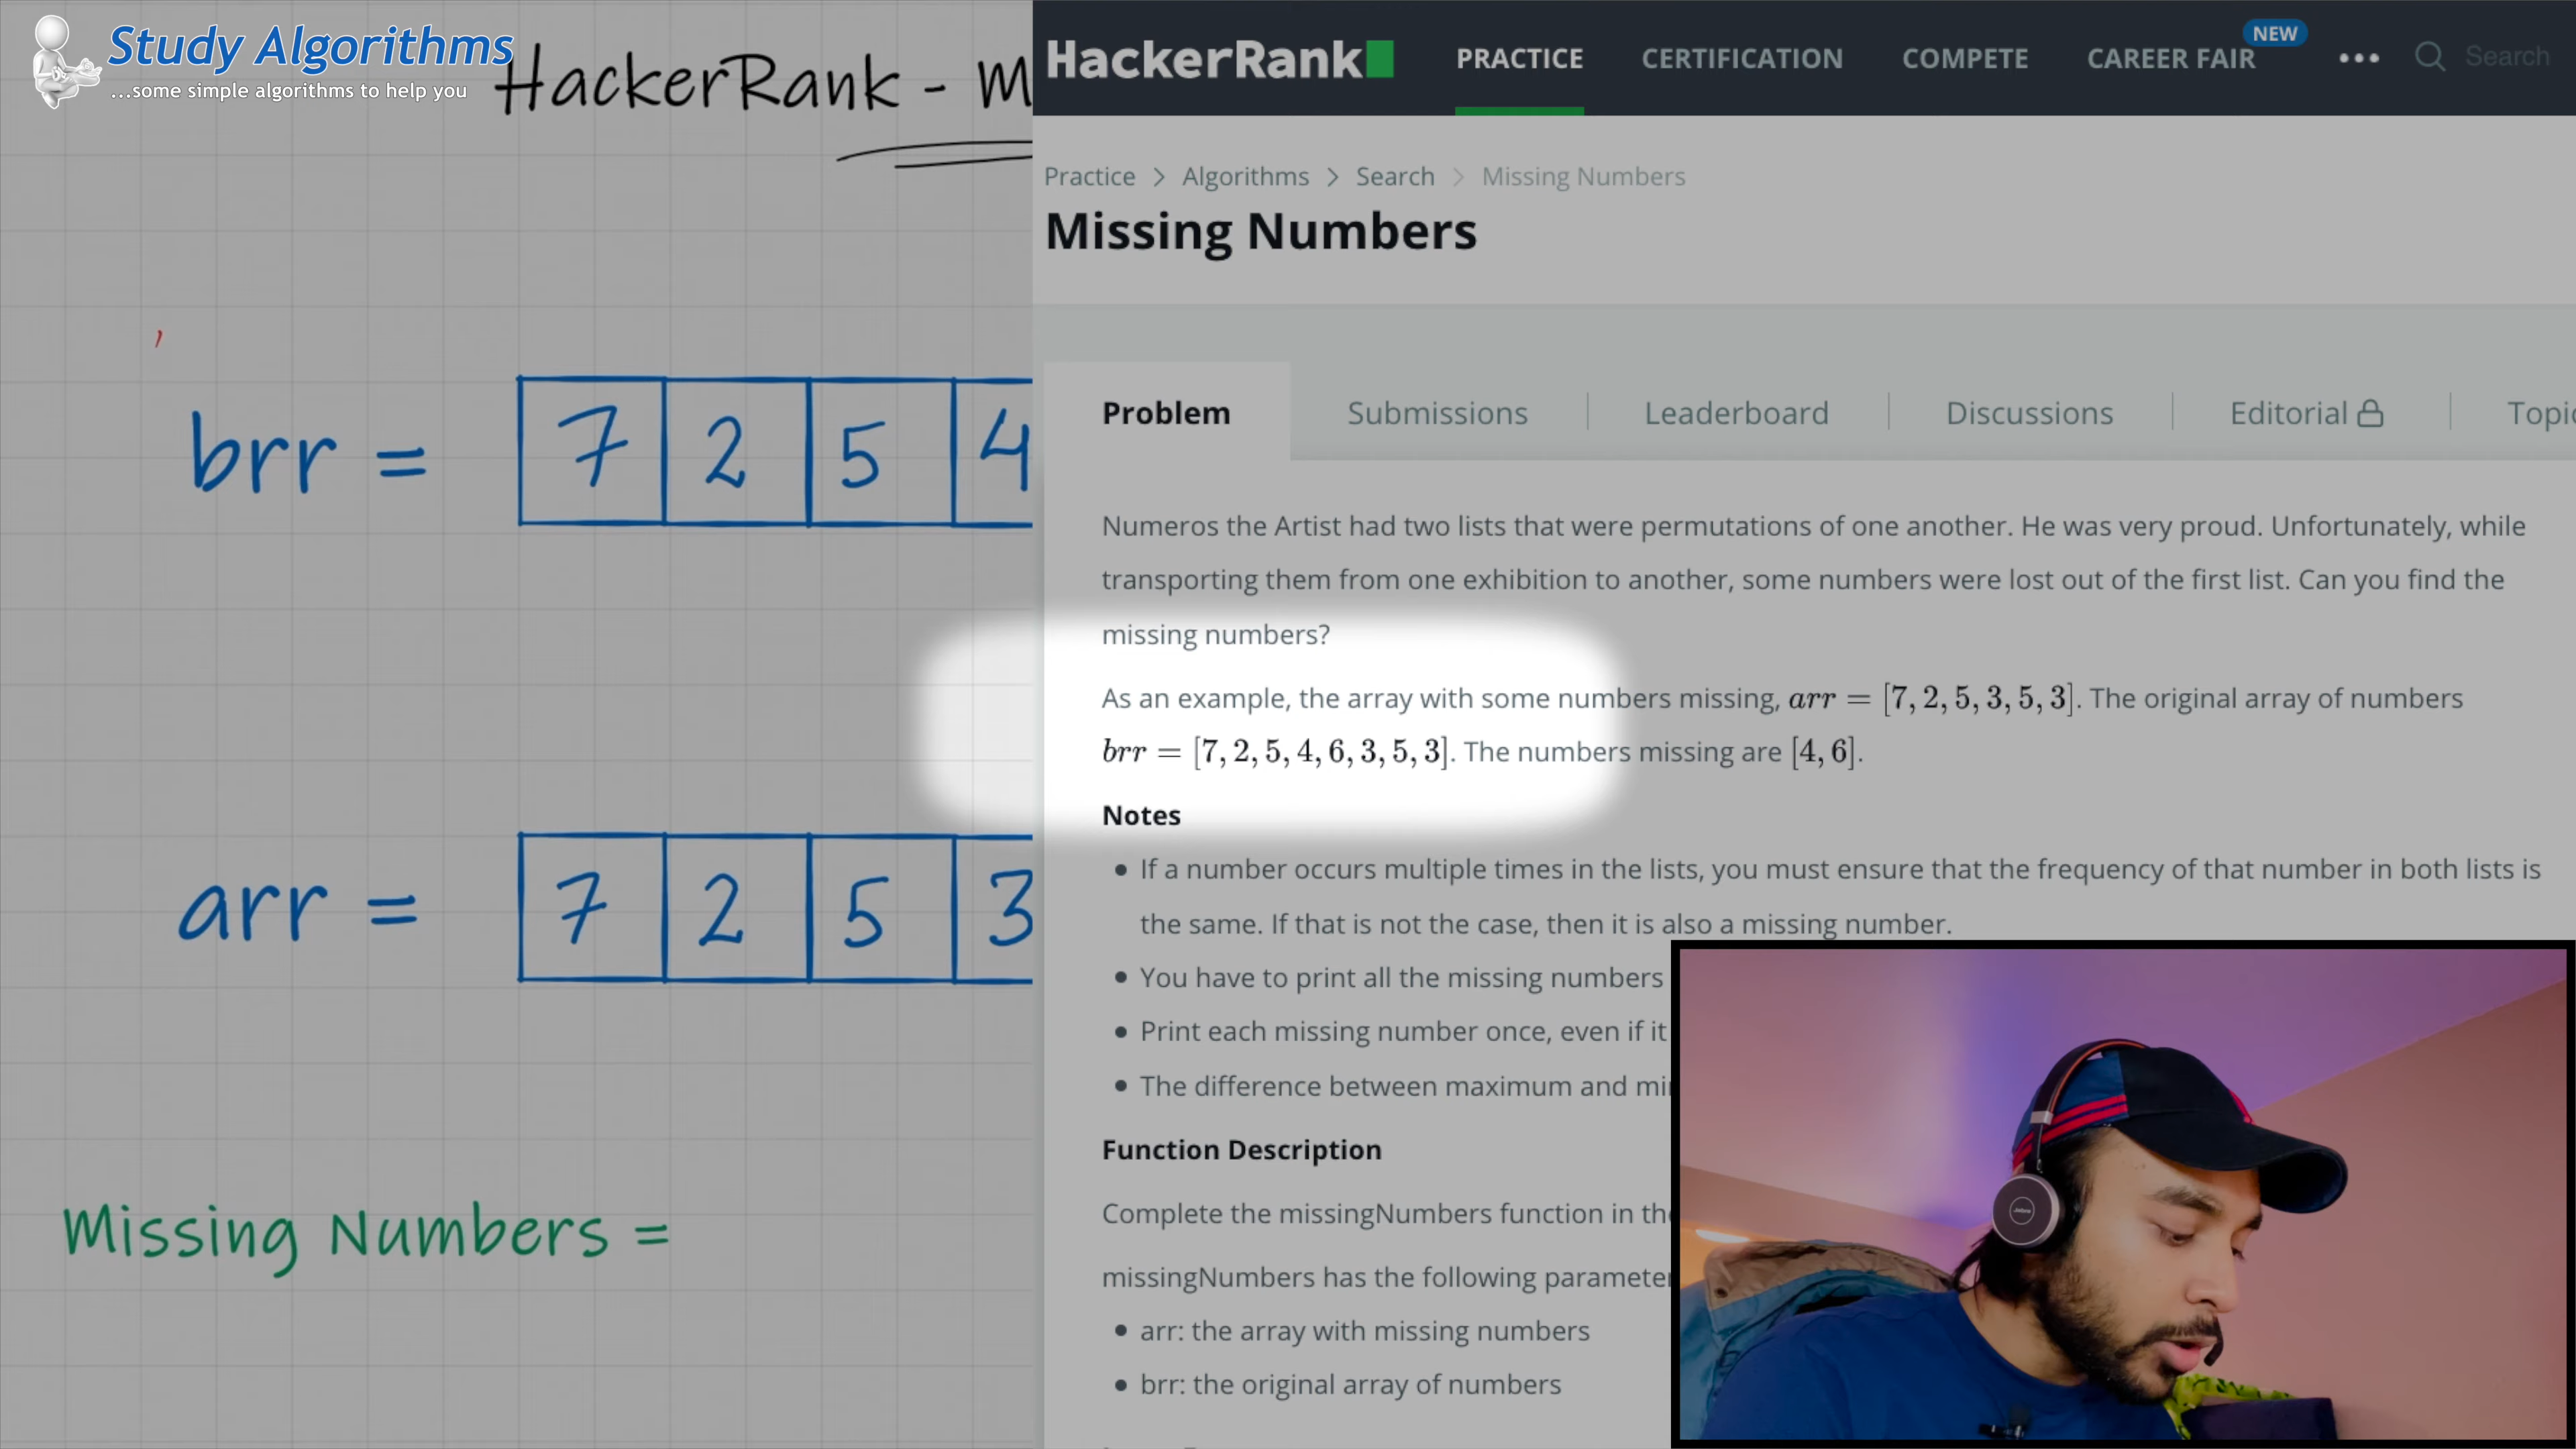 Study Algorithms
...some simple algorithms to help you
HackerRank - M
,
brr = 7 2 5 4
arr = 7 2 5 3
Missing Numbers =
HackerRank PRACTICE CERTIFICATION COMPETE CAREER FAIR NEW ••• Search
Practice > Algorithms > Search > Missing Numbers
Missing Numbers
Problem Submissions Leaderboard Discussions Editorial Topi
Numeros the Artist had two lists that were permutations of one another. He was very proud. Unfortunately, while
transporting them from one exhibition to another, some numbers were lost out of the first list. Can you find the
missing numbers?
As an example, the array with some numbers missing, arr = [7, 2, 5, 3, 5, 3]. The original array of numbers
brr = [7, 2, 5, 4, 6, 3, 5, 3]. The numbers missing are [4, 6].
Notes
• If a number occurs multiple times in the lists, you must ensure that the frequency of that number in both lists is
the same. If that is not the case, then it is also a missing number.
• You have to print all the missing numbers
• Print each missing number once, even if it
• The difference between maximum and mi
Function Description
Complete the missingNumbers function in the
missingNumbers has the following parameter
• arr: the array with missing numbers
• brr: the original array of numbers
Jabra